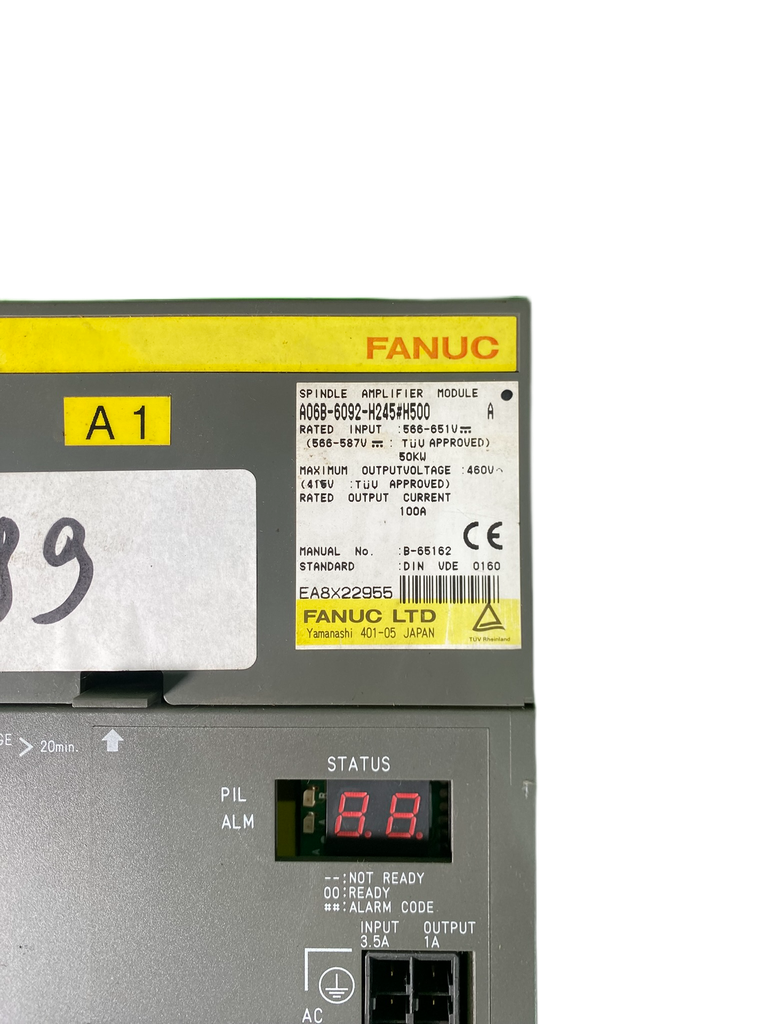 FANUC
A1
SPINDLE AMPLIFIER MODULE
A06B-6092-H245#H500 A
RATED INPUT :566-651V⎓
(566-587V ⎓ : TÜV APPROVED)
50KW
MAXIMUM OUTPUTVOLTAGE :460V~
(415V :TÜV APPROVED)
RATED OUTPUT CURRENT
100A
CE
MANUAL No. :B-65162
STANDARD :DIN VDE 0160
EA8X22955
FANUC LTD
Yamanashi 401-05 JAPAN
TÜV Rheinland
9
> 20min.
STATUS
PIL
ALM
8.8.
--:NOT READY
00:READY
##:ALARM CODE
INPUT OUTPUT
3.5A 1A
AC